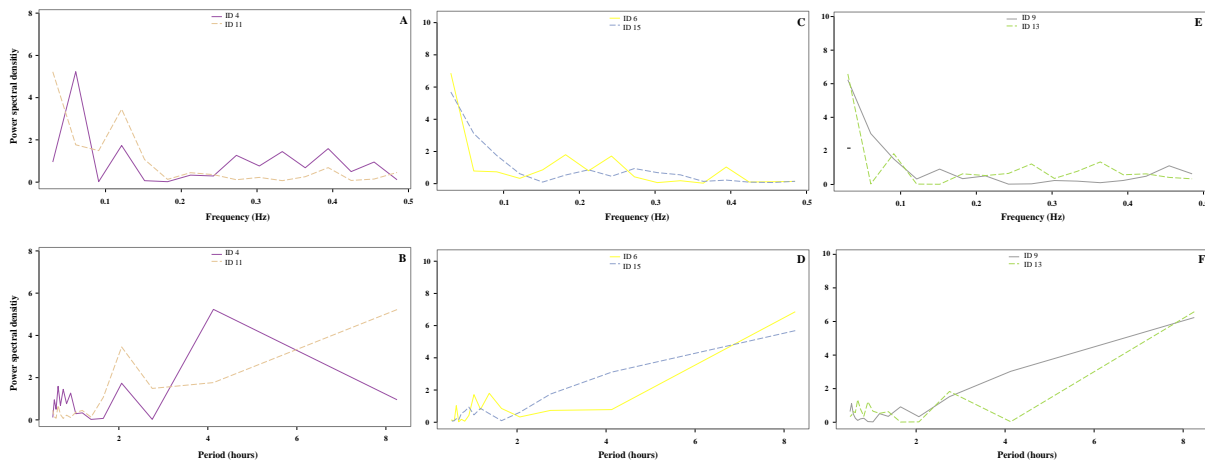 ID 4
ID 11
A
8
6
4
2
0
Power spectral densitiy
0.1 0.2 0.3 0.4 0.5
Frequency (Hz)
ID 6
ID 15
C
10
8
6
4
2
0
0.1 0.2 0.3 0.4 0.5
Frequency (Hz)
ID 9
ID 13
E
10
8
6
4
2
0
0.1 0.2 0.3 0.4 0.5
Frequency (Hz)
ID 4
ID 11
B
8
6
4
2
0
Power spectral densitiy
2 4 6 8
Period (hours)
ID 6
ID 15
D
10
8
6
4
2
0
2 4 6 8
Period (hours)
ID 9
ID 13
F
10
8
6
4
2
0
2 4 6 8
Period (hours)